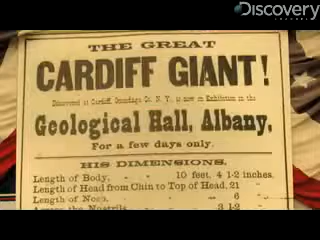 Discovery
CHANNEL
THE GREAT
CARDIFF GIANT!
Discovered at Cardiff, Onondaga Co. N. Y., is now on Exhibition in the
Geological Hall, Albany,
For a few days only.
HIS DIMENSIONS.
Length of Body, 10 feet, 4 1-2 inches.
Length of Head from Chin to Top of Head, 21 "
Length of Nose, 6 "
Across the Nostrils, 3 1-2 "